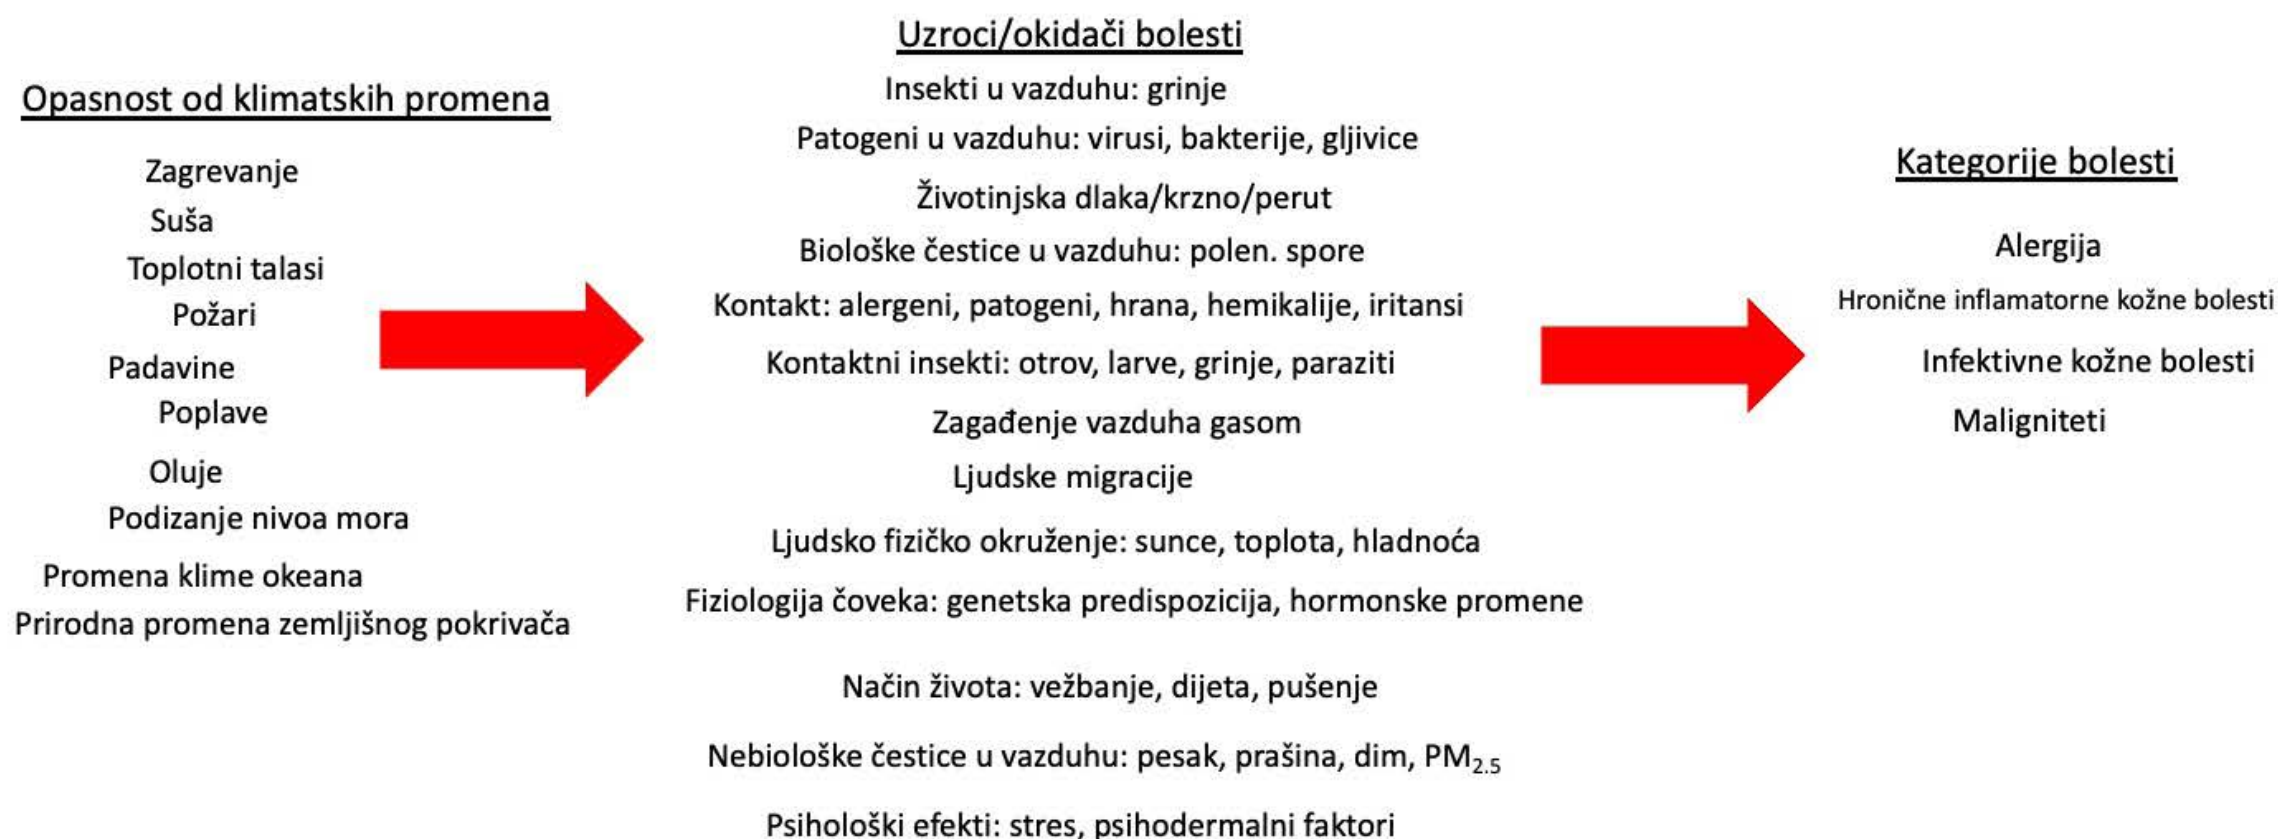 Opasnost od klimatskih promena
Zagrevanje
Suša
Toplotni talasi
Požari
Padavine
Poplave
Oluje
Podizanje nivoa mora
Promena klime okeana
Prirodna promena zemljišnog pokrivača
Uzroci/okidači bolesti
Insekti u vazduhu: grinje
Patogeni u vazduhu: virusi, bakterije, gljivice
Životinjska dlaka/krzno/perut
Biološke čestice u vazduhu: polen. spore
Kontakt: alergeni, patogeni, hrana, hemikalije, iritansi
Kontaktni insekti: otrov, larve, grinje, paraziti
Zagađenje vazduha gasom
Ljudske migracije
Ljudsko fizičko okruženje: sunce, toplota, hladnoća
Fiziologija čoveka: genetska predispozicija, hormonske promene
Način života: vežbanje, dijeta, pušenje
Nebiološke čestice u vazduhu: pesak, prašina, dim, PM2.5
Psihološki efekti: stres, psihodermalni faktori
Kategorije bolesti
Alergija
Hronične inflamatorne kožne bolesti
Infektivne kožne bolesti
Maligniteti